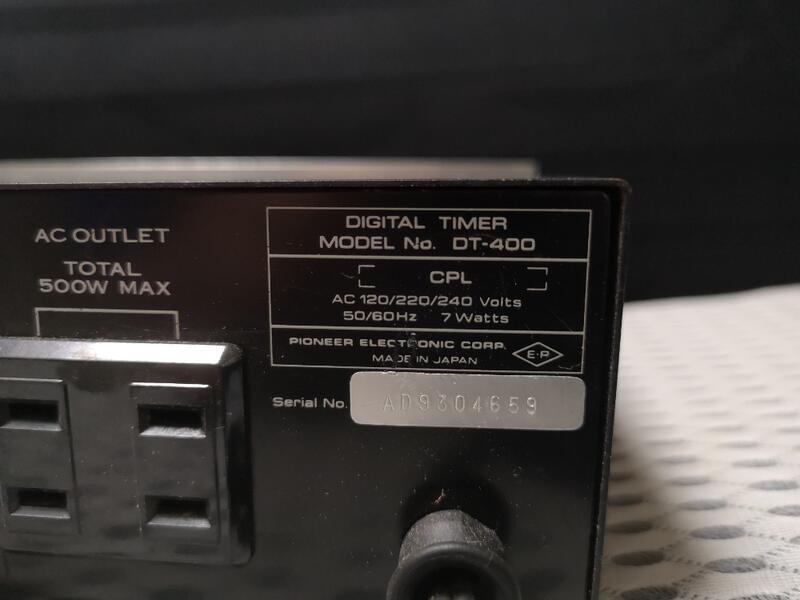 AC OUTLET
TOTAL
500W MAX
DIGITAL TIMER
MODEL No. DT-400
CPL
AC 120/220/240 Volts
50/60Hz 7 Watts
PIONEER ELECTRONIC CORP.
MADE IN JAPAN
E·P
Serial No. AD9304659